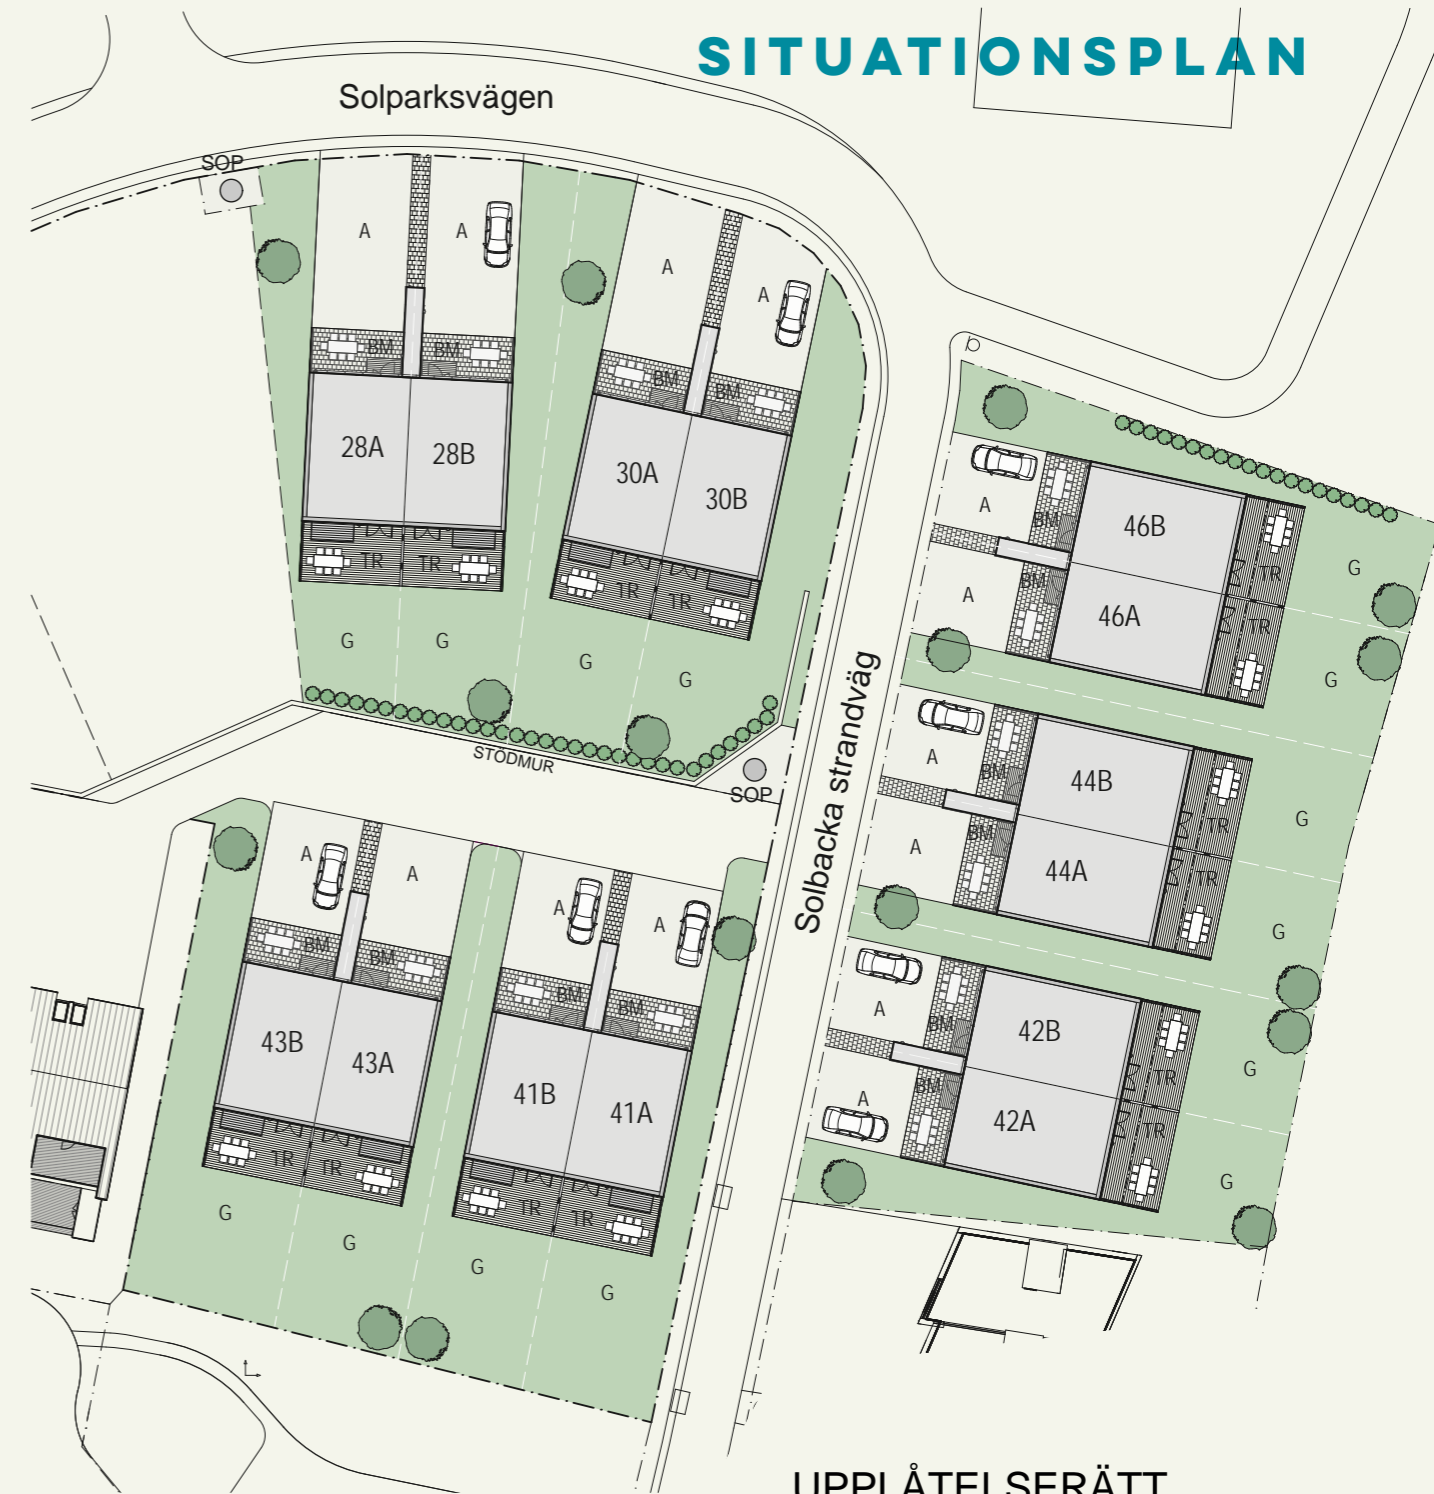 SITUATIONSPLAN
Solparksvägen
SOP
A A
A A
BM BM
BM BM
28A 28B
30A 30B
TR TR
TR TR
G G
G G
STÖDMUR
SOP
Solbacka strandväg
A
BM
46B
TR
G
A
BM
46A
TR
G
A
BM
44B
TR
G
A
BM
44A
TR
G
A
BM
42B
TR
G
A
BM
42A
TR
G
A A
A A
BM BM
BM BM
43B 43A
41B 41A
TR TR
TR TR
G G
G G
UPPLÅTELSERÄTT